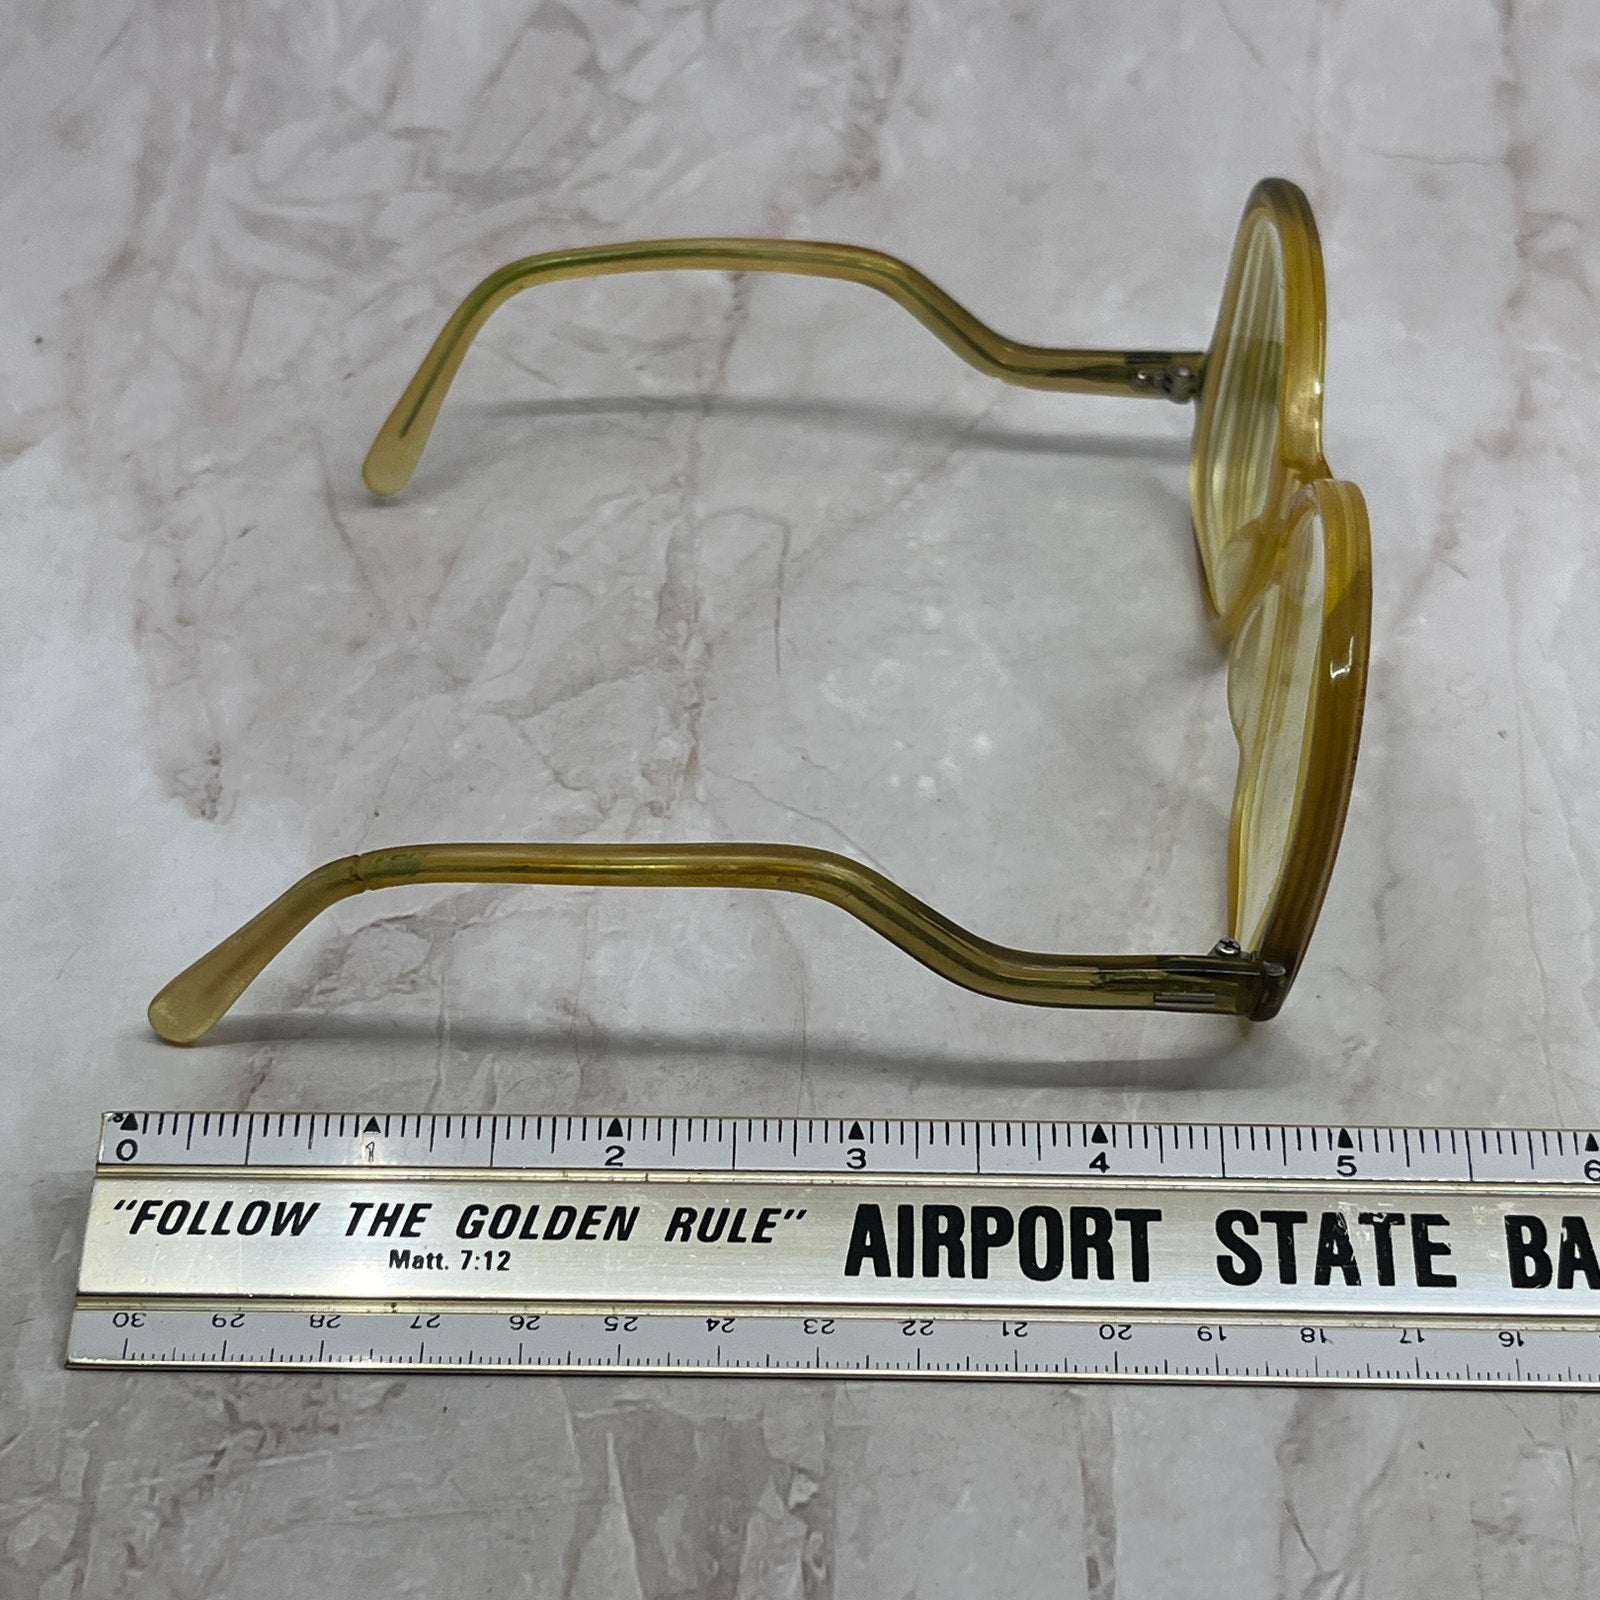 0 1 2 3 4 5 6
"FOLLOW THE GOLDEN RULE" AIRPORT STATE BA
Matt. 7:12
30 29 28 27 26 25 24 23 22 21 20 19 18 17 16